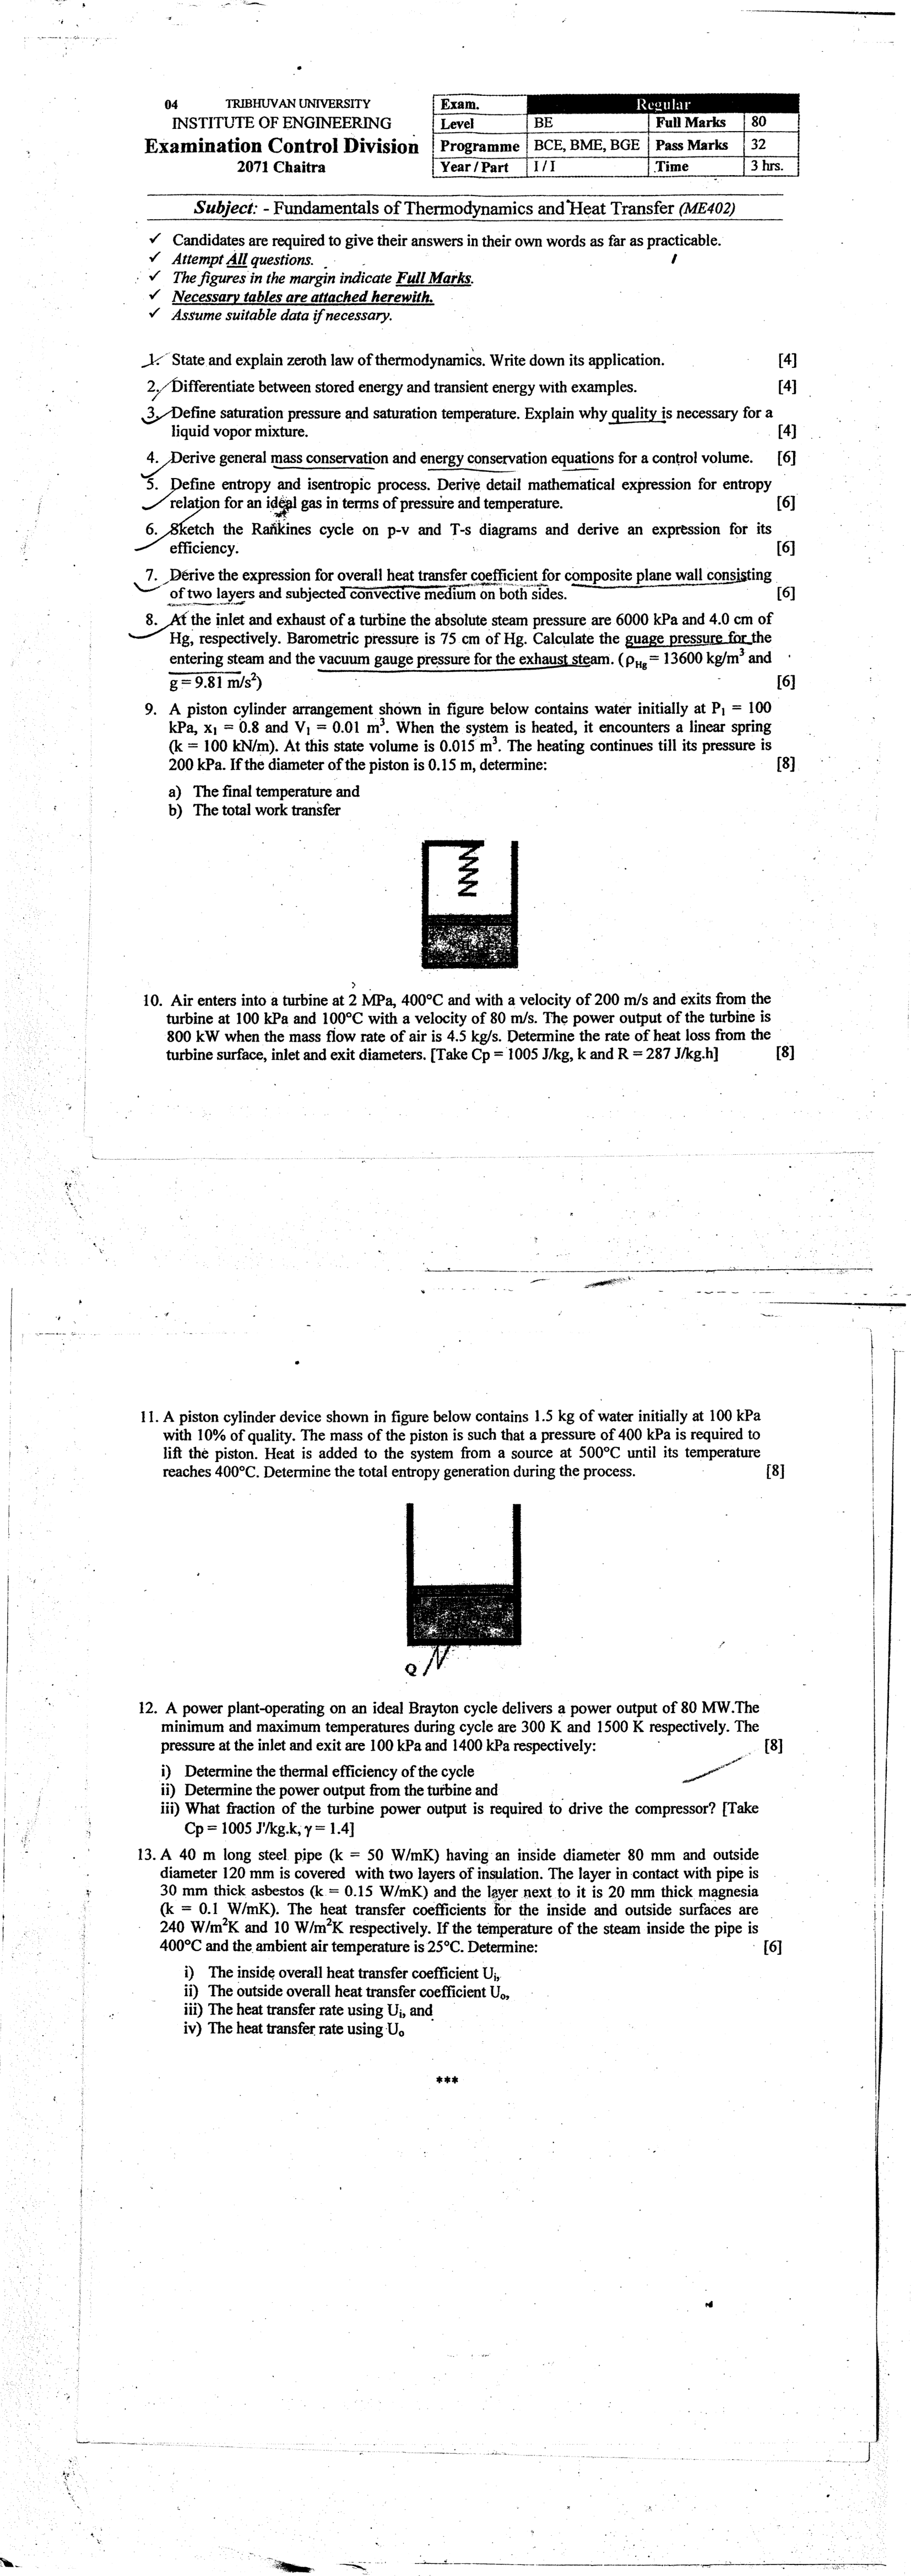 04 TRIBHUVAN UNIVERSITY
INSTITUTE OF ENGINEERING
Examination Control Division
2071 Chaitra
Exam. Regular
Level BE Full Marks 80
Programme BCE, BME, BGE Pass Marks 32
Year / Part I / I Time 3 hrs.
Subject: - Fundamentals of Thermodynamics and Heat Transfer (ME402)
✓ Candidates are required to give their answers in their own words as far as practicable.
✓ Attempt All questions.
✓ The figures in the margin indicate Full Marks.
✓ Necessary tables are attached herewith.
✓ Assume suitable data if necessary.
1. State and explain zeroth law of thermodynamics. Write down its application. [4]
2. Differentiate between stored energy and transient energy with examples. [4]
3. Define saturation pressure and saturation temperature. Explain why quality is necessary for a
liquid vopor mixture. [4]
4. Derive general mass conservation and energy conservation equations for a control volume. [6]
5. Define entropy and isentropic process. Derive detail mathematical expression for entropy
relation for an ideal gas in terms of pressure and temperature. [6]
6. Sketch the Rankines cycle on p-v and T-s diagrams and derive an expression for its
efficiency. [6]
7. Derive the expression for overall heat transfer coefficient for composite plane wall consisting
of two layers and subjected convective medium on both sides. [6]
8. At the inlet and exhaust of a turbine the absolute steam pressure are 6000 kPa and 4.0 cm of
Hg, respectively. Barometric pressure is 75 cm of Hg. Calculate the guage pressure for the
entering steam and the vacuum gauge pressure for the exhaust steam. (ρHg = 13600 kg/m³ and
g = 9.81 m/s²) [6]
9. A piston cylinder arrangement shown in figure below contains water initially at P₁ = 100
kPa, x₁ = 0.8 and V₁ = 0.01 m³. When the system is heated, it encounters a linear spring
(k = 100 kN/m). At this state volume is 0.015 m³. The heating continues till its pressure is
200 kPa. If the diameter of the piston is 0.15 m, determine: [8]
a) The final temperature and
b) The total work transfer
10. Air enters into a turbine at 2 MPa, 400°C and with a velocity of 200 m/s and exits from the
turbine at 100 kPa and 100°C with a velocity of 80 m/s. The power output of the turbine is
800 kW when the mass flow rate of air is 4.5 kg/s. Determine the rate of heat loss from the
turbine surface, inlet and exit diameters. [Take Cp = 1005 J/kg, k and R = 287 J/kg.h] [8]
11. A piston cylinder device shown in figure below contains 1.5 kg of water initially at 100 kPa
with 10% of quality. The mass of the piston is such that a pressure of 400 kPa is required to
lift the piston. Heat is added to the system from a source at 500°C until its temperature
reaches 400°C. Determine the total entropy generation during the process. [8]
Q
12. A power plant-operating on an ideal Brayton cycle delivers a power output of 80 MW.The
minimum and maximum temperatures during cycle are 300 K and 1500 K respectively. The
pressure at the inlet and exit are 100 kPa and 1400 kPa respectively: [8]
i) Determine the thermal efficiency of the cycle
ii) Determine the power output from the turbine and
iii) What fraction of the turbine power output is required to drive the compressor? [Take
Cp = 1005 J'/kg.k, γ = 1.4]
13. A 40 m long steel pipe (k = 50 W/mK) having an inside diameter 80 mm and outside
diameter 120 mm is covered with two layers of insulation. The layer in contact with pipe is
30 mm thick asbestos (k = 0.15 W/mK) and the layer next to it is 20 mm thick magnesia
(k = 0.1 W/mK). The heat transfer coefficients for the inside and outside surfaces are
240 W/m²K and 10 W/m²K respectively. If the temperature of the steam inside the pipe is
400°C and the ambient air temperature is 25°C. Determine: [6]
i) The inside overall heat transfer coefficient Ui,
ii) The outside overall heat transfer coefficient Uo,
iii) The heat transfer rate using Ui, and
iv) The heat transfer rate using Uo
***